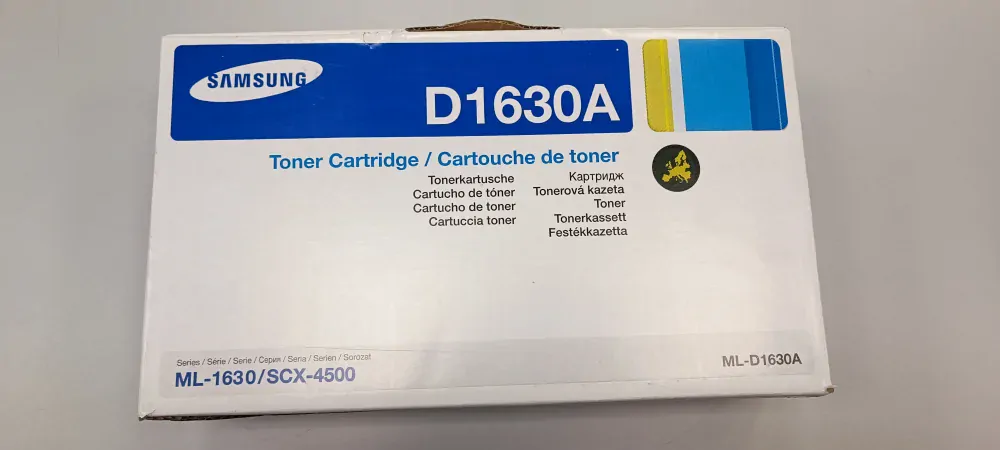 SAMSUNG
D1630A
Toner Cartridge / Cartouche de toner
Tonerkartusche
Cartucho de tóner
Cartucho de toner
Cartuccia toner
Картридж
Tonerová kazeta
Toner
Tonerkassett
Festékkazetta
Series / Série / Serie / Серия / Seria / Serien / Sorozat
ML-1630/SCX-4500
ML-D1630A